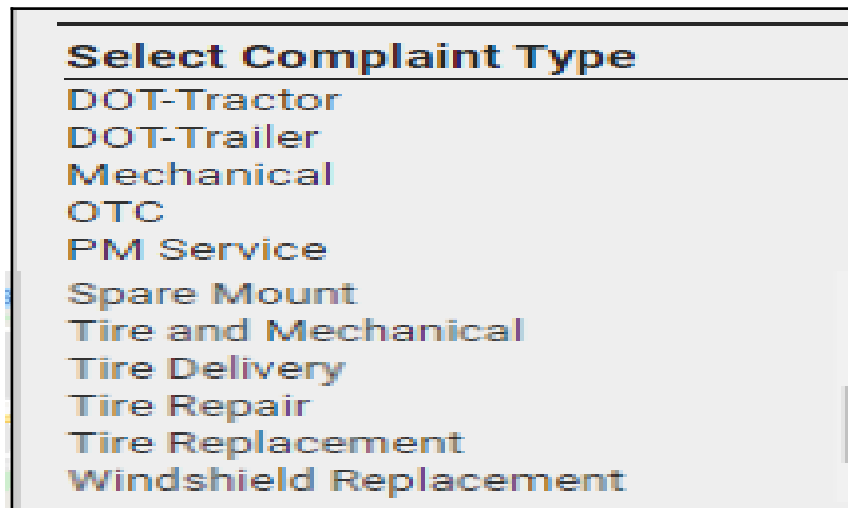 Select Complaint Type
DOT-Tractor
DOT-Trailer
Mechanical
OTC
PM Service
Spare Mount
Tire and Mechanical
Tire Delivery
Tire Repair
Tire Replacement
Windshield Replacement